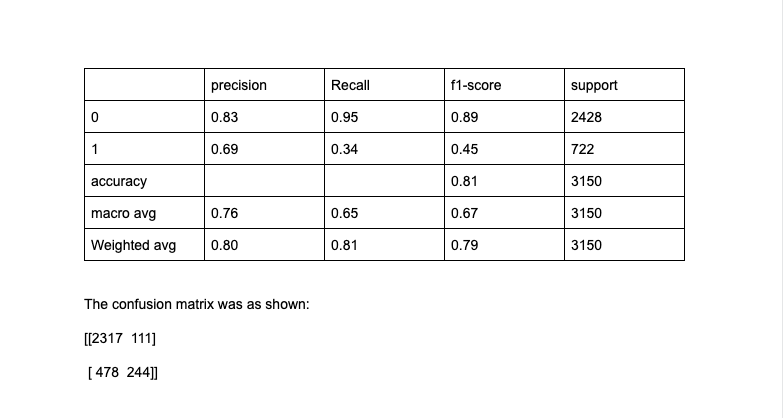 precision Recall f1-score support
0 0.83 0.95 0.89 2428
1 0.69 0.34 0.45 722
accuracy 0.81 3150
macro avg 0.76 0.65 0.67 3150
Weighted avg 0.80 0.81 0.79 3150
The confusion matrix was as shown:
[[2317 111]
[ 478 244]]